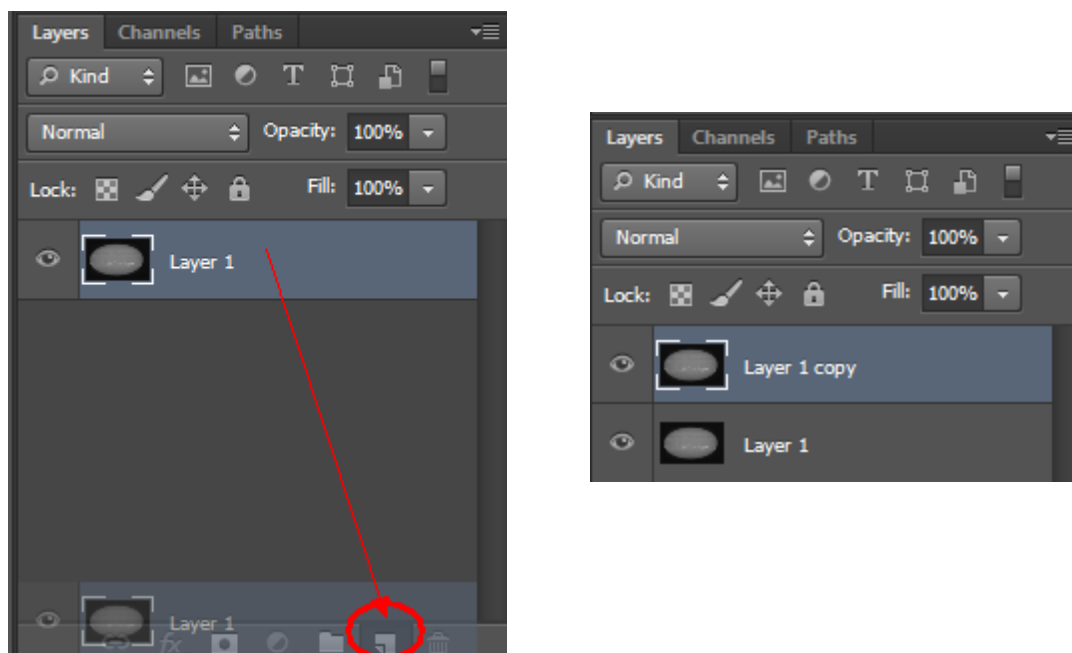 Layers Channels Paths
Kind T
Normal Opacity: 100%
Lock: Fill: 100%
Layer 1
Layer 1
fx
Layers Channels Paths
Kind T
Normal Opacity: 100%
Lock: Fill: 100%
Layer 1 copy
Layer 1